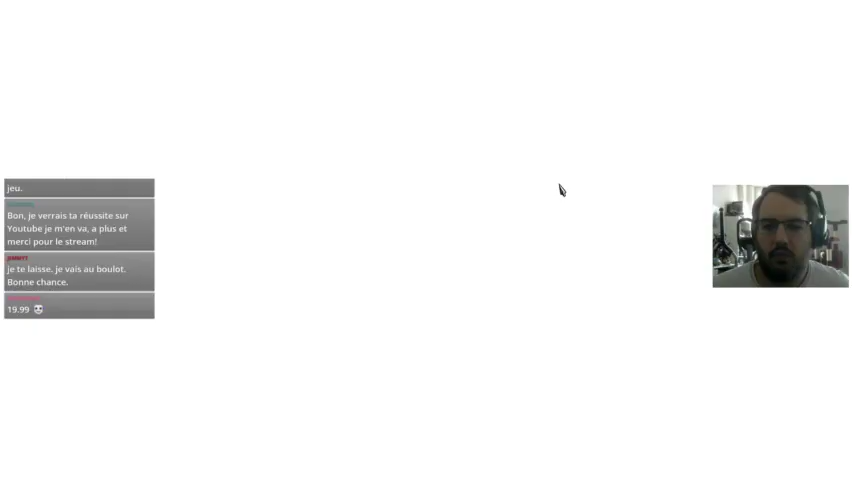 jeu.
Bon, je verrais ta réussite sur
Youtube je m'en va, a plus et
merci pour le stream!
je te laisse. je vais au boulot.
Bonne chance.
19.99